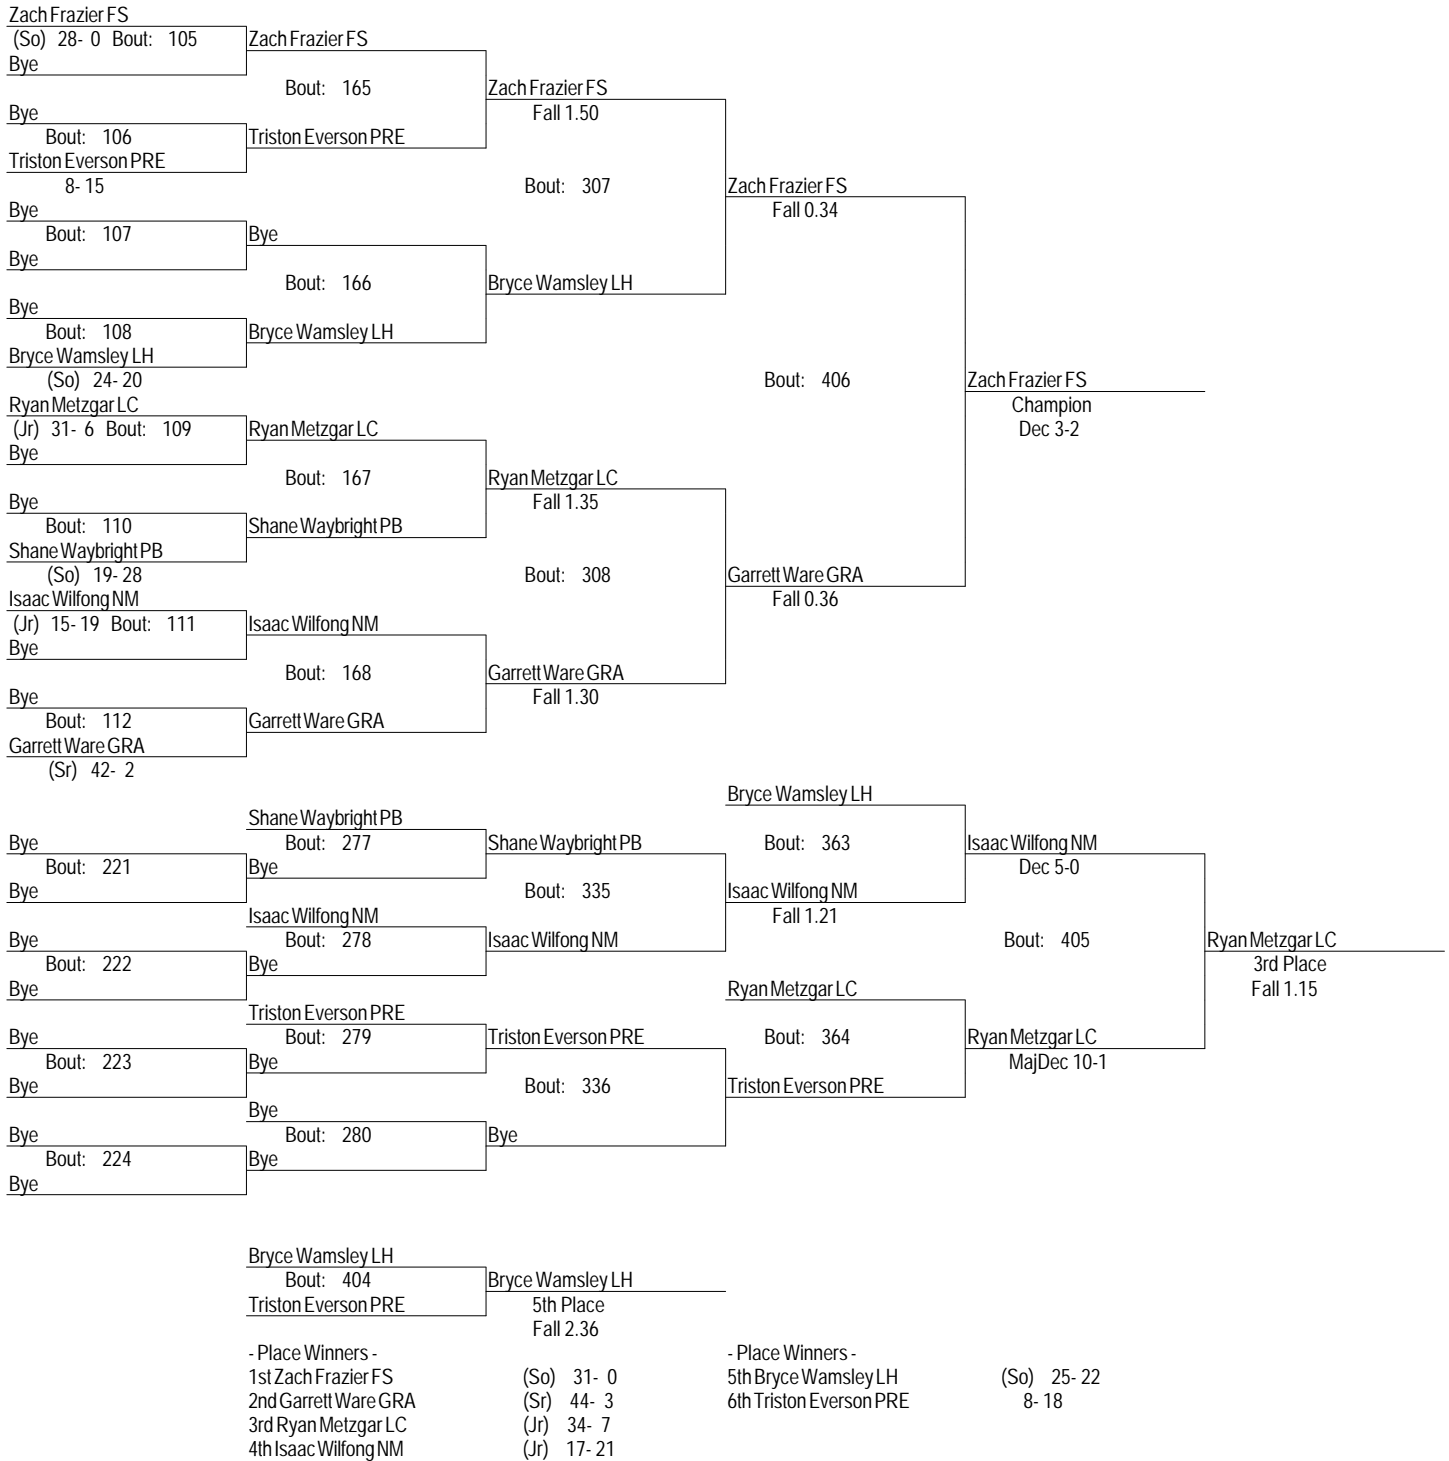 Zach Frazier FS
(So) 28- 0 Bout: 105 Zach Frazier FS
Bye
Bout: 165 Zach Frazier FS
Bye Fall 1.50
Bout: 106 Triston Everson PRE
Triston Everson PRE
8- 15 Bout: 307 Zach Frazier FS
Bye Fall 0.34
Bout: 107 Bye
Bye
Bout: 166 Bryce Wamsley LH
Bye
Bout: 108 Bryce Wamsley LH
Bryce Wamsley LH
(So) 24- 20 Bout: 406 Zach Frazier FS
Ryan Metzgar LC Champion
(Jr) 31- 6 Bout: 109 Ryan Metzgar LC Dec 3-2
Bye
Bout: 167 Ryan Metzgar LC
Bye Fall 1.35
Bout: 110 Shane Waybright PB
Shane Waybright PB
(So) 19- 28 Bout: 308 Garrett Ware GRA
Isaac Wilfong NM Fall 0.36
(Jr) 15- 19 Bout: 111 Isaac Wilfong NM
Bye
Bout: 168 Garrett Ware GRA
Bye Fall 1.30
Bout: 112 Garrett Ware GRA
Garrett Ware GRA
(Sr) 42- 2
Bryce Wamsley LH
Shane Waybright PB
Bye Bout: 277 Shane Waybright PB Bout: 363 Isaac Wilfong NM
Bout: 221 Bye Dec 5-0
Bye Bout: 335 Isaac Wilfong NM
Isaac Wilfong NM Fall 1.21
Bye Bout: 278 Isaac Wilfong NM Bout: 405 Ryan Metzgar LC
Bout: 222 Bye 3rd Place
Bye Ryan Metzgar LC Fall 1.15
Triston Everson PRE
Bye Bout: 279 Triston Everson PRE Bout: 364 Ryan Metzgar LC
Bout: 223 Bye MajDec 10-1
Bye Bout: 336 Triston Everson PRE
Bye
Bye Bout: 280 Bye
Bout: 224 Bye
Bye
Bryce Wamsley LH
Bout: 404 Bryce Wamsley LH
Triston Everson PRE 5th Place
Fall 2.36
- Place Winners - - Place Winners -
1st Zach Frazier FS (So) 31- 0 5th Bryce Wamsley LH (So) 25- 22
2nd Garrett Ware GRA (Sr) 44- 3 6th Triston Everson PRE 8- 18
3rd Ryan Metzgar LC (Jr) 34- 7
4th Isaac Wilfong NM (Jr) 17- 21